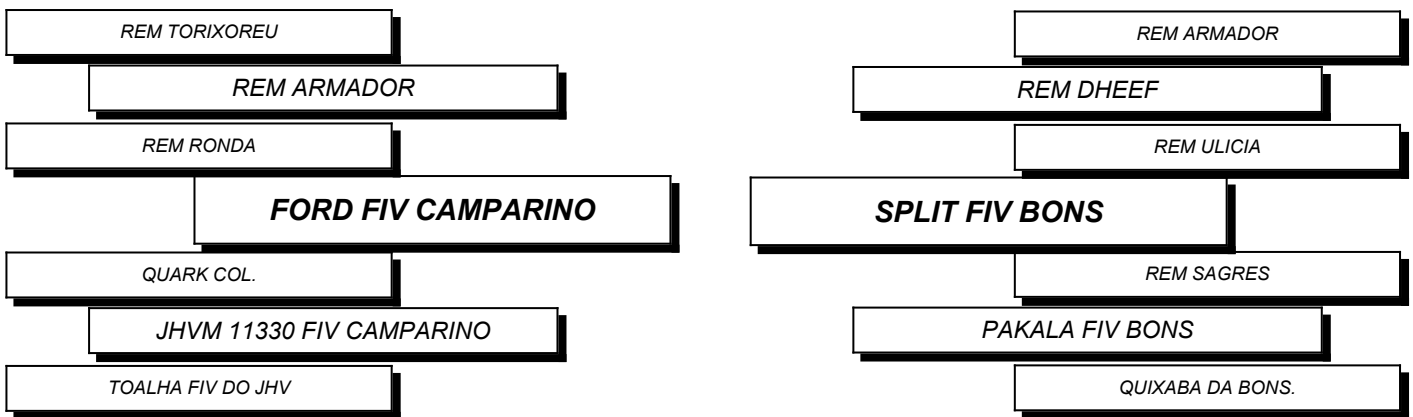 REM TORIXOREU
REM ARMADOR
REM RONDA
FORD FIV CAMPARINO
QUARK COL.
JHVM 11330 FIV CAMPARINO
TOALHA FIV DO JHV
REM ARMADOR
REM DHEEF
REM ULICIA
SPLIT FIV BONS
REM SAGRES
PAKALA FIV BONS
QUIXABA DA BONS.